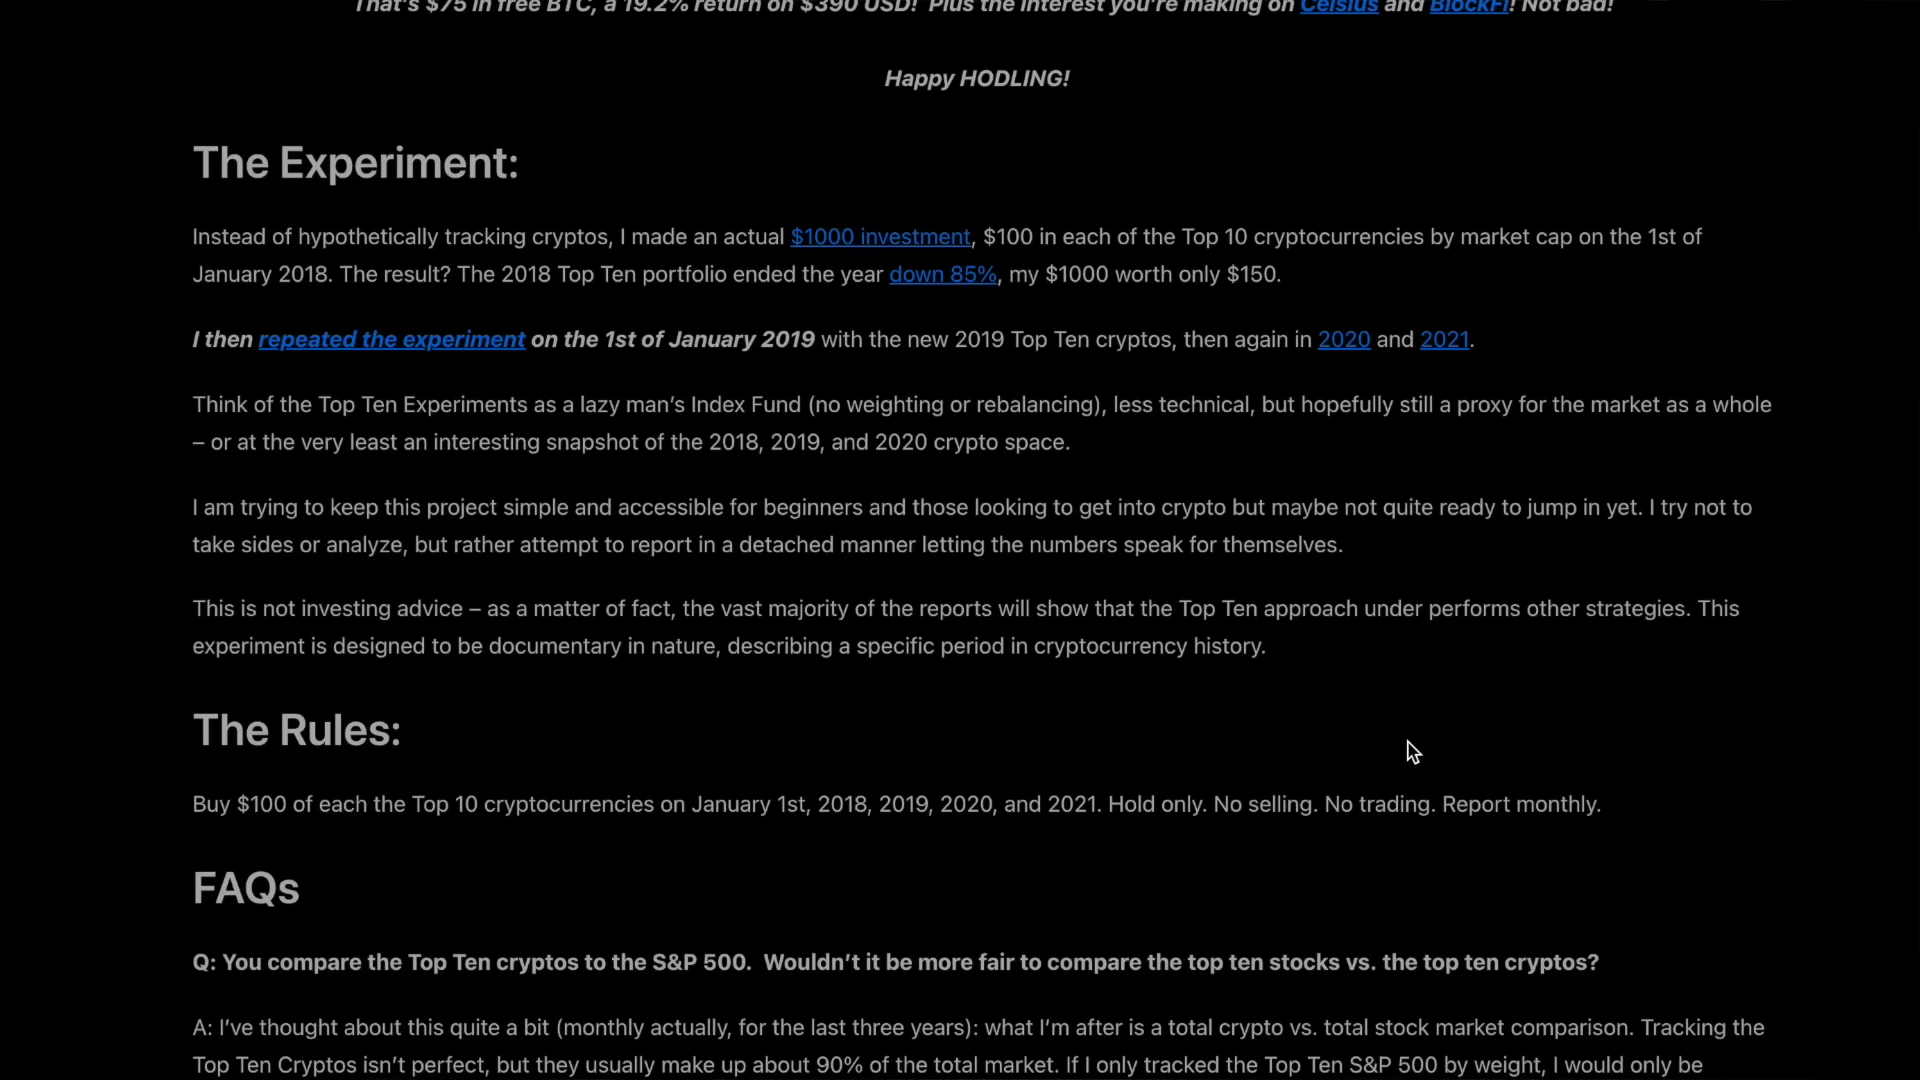 That's $75 in free BTC, a 19.2% return on $390 USD!  Plus the interest you're making on Celsius and BlockFi! Not bad!
Happy HODLING!
The Experiment:
Instead of hypothetically tracking cryptos, I made an actual $1000 investment, $100 in each of the Top 10 cryptocurrencies by market cap on the 1st of
January 2018. The result? The 2018 Top Ten portfolio ended the year down 85%, my $1000 worth only $150.
I then repeated the experiment on the 1st of January 2019 with the new 2019 Top Ten cryptos, then again in 2020 and 2021.
Think of the Top Ten Experiments as a lazy man's Index Fund (no weighting or rebalancing), less technical, but hopefully still a proxy for the market as a whole
– or at the very least an interesting snapshot of the 2018, 2019, and 2020 crypto space.
I am trying to keep this project simple and accessible for beginners and those looking to get into crypto but maybe not quite ready to jump in yet. I try not to
take sides or analyze, but rather attempt to report in a detached manner letting the numbers speak for themselves.
This is not investing advice – as a matter of fact, the vast majority of the reports will show that the Top Ten approach under performs other strategies. This
experiment is designed to be documentary in nature, describing a specific period in cryptocurrency history.
The Rules:
Buy $100 of each the Top 10 cryptocurrencies on January 1st, 2018, 2019, 2020, and 2021. Hold only. No selling. No trading. Report monthly.
FAQs
Q: You compare the Top Ten cryptos to the S&P 500.  Wouldn't it be more fair to compare the top ten stocks vs. the top ten cryptos?
A: I've thought about this quite a bit (monthly actually, for the last three years): what I'm after is a total crypto vs. total stock market comparison. Tracking the
Top Ten Cryptos isn't perfect, but they usually make up about 90% of the total market. If I only tracked the Top Ten S&P 500 by weight, I would only be